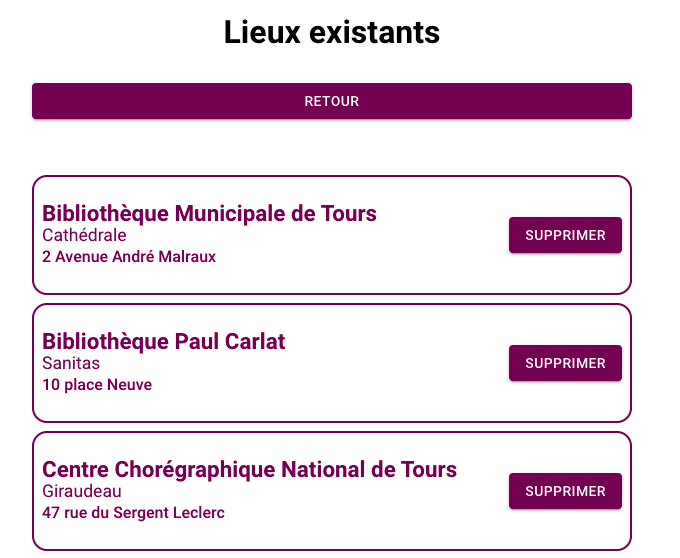 Lieux existants
RETOUR
Bibliothèque Municipale de Tours
Cathédrale
2 Avenue André Malraux
SUPPRIMER
Bibliothèque Paul Carlat
Sanitas
10 place Neuve
SUPPRIMER
Centre Chorégraphique National de Tours
Giraudeau
47 rue du Sergent Leclerc
SUPPRIMER